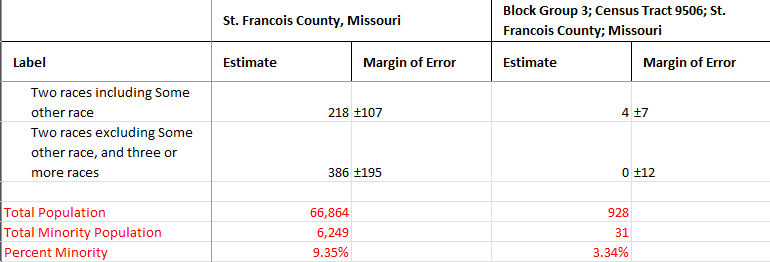 St. Francois County, Missouri
Block Group 3; Census Tract 9506; St.
Francois County; Missouri
Label Estimate Margin of Error Estimate Margin of Error
Two races including Some
other race 218 ±107 4 ±7
Two races excluding Some
other race, and three or
more races 386 ±195 0 ±12
Total Population 66,864 928
Total Minority Population 6,249 31
Percent Minority 9.35% 3.34%